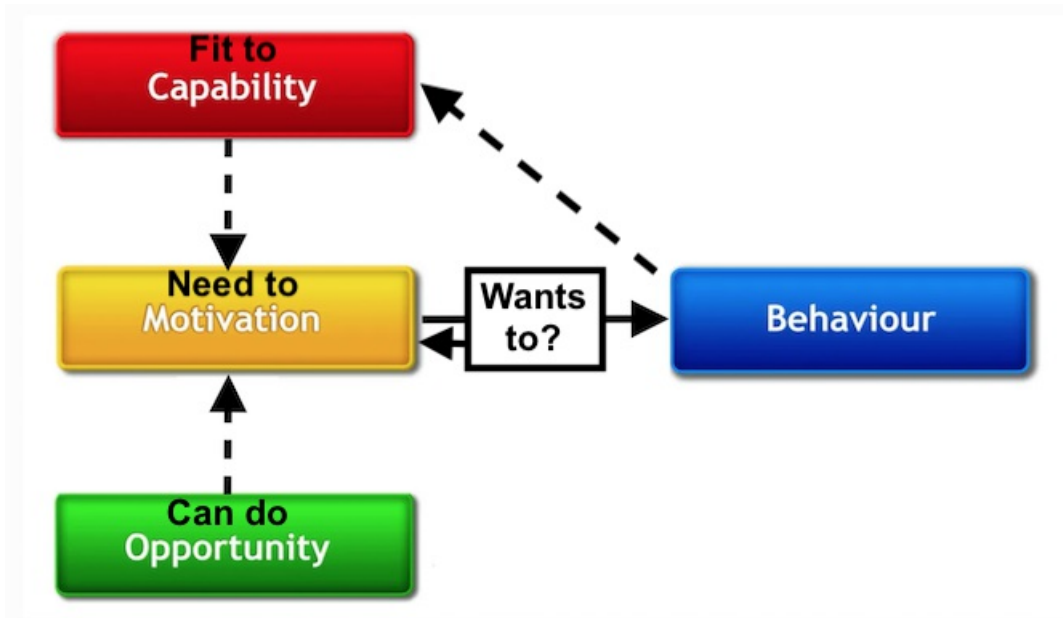 Fit to
Capability
Need to
Motivation
Wants
to?
Behaviour
Can do
Opportunity